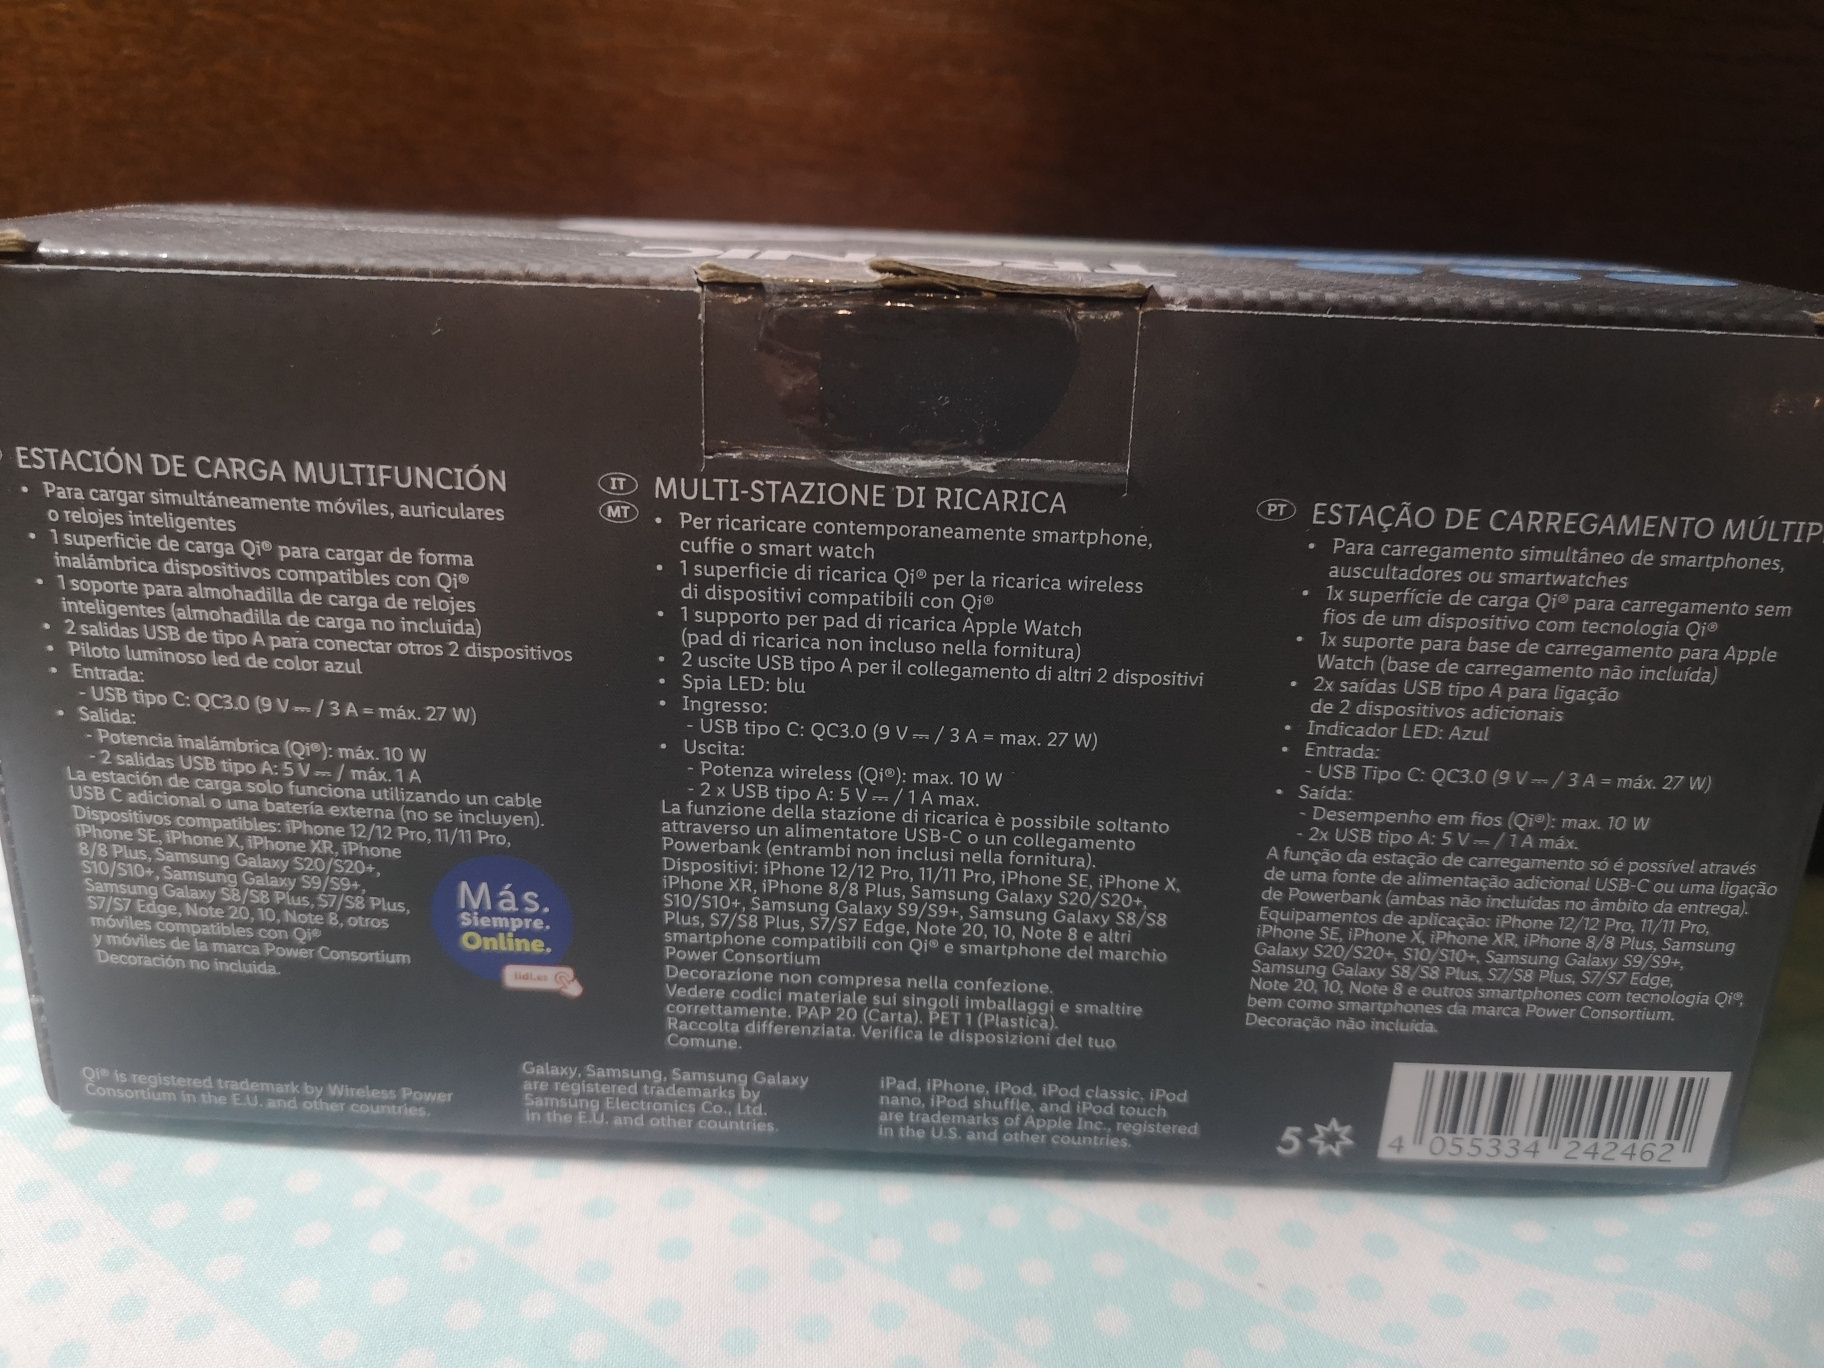 TRONIC
ESTACIÓN DE CARGA MULTIFUNCIÓN
• Para cargar simultáneamente móviles, auriculares
o relojes inteligentes
• 1 superficie de carga Qi® para cargar de forma
inalámbrica dispositivos compatibles con Qi®
• 1 soporte para almohadilla de carga de relojes
inteligentes (almohadilla de carga no incluida)
• 2 salidas USB de tipo A para conectar otros 2 dispositivos
• Piloto luminoso led de color azul
• Entrada:
- USB tipo C: QC3.0 (9 V ⎓ / 3 A = máx. 27 W)
• Salida:
- Potencia inalámbrica (Qi®): máx. 10 W
- 2 salidas USB tipo A: 5 V ⎓ / máx. 1 A
La estación de carga solo funciona utilizando un cable
USB C adicional o una batería externa (no se incluyen).
Dispositivos compatibles: iPhone 12/12 Pro, 11/11 Pro,
iPhone SE, iPhone X, iPhone XR, iPhone
8/8 Plus, Samsung Galaxy S20/S20+,
S10/S10+, Samsung Galaxy S9/S9+,
Samsung Galaxy S8/S8 Plus, S7/S8 Plus,
S7/S7 Edge, Note 20, 10, Note 8, otros
móviles compatibles con Qi®
y móviles de la marca Power Consortium
Decoración no incluida.
Más.
Siempre.
Online.
lidl.es
IT
MT
MULTI-STAZIONE DI RICARICA
• Per ricaricare contemporaneamente smartphone,
cuffie o smart watch
• 1 superficie di ricarica Qi® per la ricarica wireless
di dispositivi compatibili con Qi®
• 1 supporto per pad di ricarica Apple Watch
(pad di ricarica non incluso nella fornitura)
• 2 uscite USB tipo A per il collegamento di altri 2 dispositivi
• Spia LED: blu
• Ingresso:
- USB tipo C: QC3.0 (9 V ⎓ / 3 A = max. 27 W)
• Uscita:
- Potenza wireless (Qi®): max. 10 W
- 2 x USB tipo A: 5 V ⎓ / 1 A max.
La funzione della stazione di ricarica è possibile soltanto
attraverso un alimentatore USB-C o un collegamento
Powerbank (entrambi non inclusi nella fornitura).
Dispositivi: iPhone 12/12 Pro, 11/11 Pro, iPhone SE, iPhone X,
iPhone XR, iPhone 8/8 Plus, Samsung Galaxy S20/S20+,
S10/S10+, Samsung Galaxy S9/S9+, Samsung Galaxy S8/S8
Plus, S7/S8 Plus, S7/S7 Edge, Note 20, 10, Note 8 e altri
smartphone compatibili con Qi® e smartphone del marchio
Power Consortium
Decorazione non compresa nella confezione.
Vedere codici materiale sui singoli imballaggi e smaltire
correttamente. PAP 20 (Carta). PET 1 (Plastica).
Raccolta differenziata. Verifica le disposizioni del tuo
Comune.
PT
ESTAÇÃO DE CARREGAMENTO MÚLTIP
• Para carregamento simultâneo de smartphones,
auscultadores ou smartwatches
• 1x superfície de carga Qi® para carregamento sem
fios de um dispositivo com tecnologia Qi®
• 1x suporte para base de carregamento para Apple
Watch (base de carregamento não incluída)
• 2x saídas USB tipo A para ligação
de 2 dispositivos adicionais
• Indicador LED: Azul
• Entrada:
- USB Tipo C: QC3.0 (9 V ⎓ / 3 A = máx. 27 W)
• Saída:
- Desempenho em fios (Qi®): max. 10 W
- 2x USB tipo A: 5 V ⎓ / 1 A máx.
A função da estação de carregamento só é possível através
de uma fonte de alimentação adicional USB-C ou uma ligação
de Powerbank (ambas não incluídas no âmbito da entrega).
Equipamentos de aplicação: iPhone 12/12 Pro, 11/11 Pro,
iPhone SE, iPhone X, iPhone XR, iPhone 8/8 Plus, Samsung
Galaxy S20/S20+, S10/S10+, Samsung Galaxy S9/S9+,
Samsung Galaxy S8/S8 Plus, S7/S8 Plus, S7/S7 Edge,
Note 20, 10, Note 8 e outros smartphones com tecnologia Qi®,
bem como smartphones da marca Power Consortium.
Decoração não incluída.
Qi® is registered trademark by Wireless Power
Consortium in the E.U. and other countries.
Galaxy, Samsung, Samsung Galaxy
are registered trademarks by
Samsung Electronics Co., Ltd.
in the E.U. and other countries.
iPad, iPhone, iPod, iPod classic, iPod
nano, iPod shuffle, and iPod touch
are trademarks of Apple Inc., registered
in the U.S. and other countries.
5
4 055334 242462